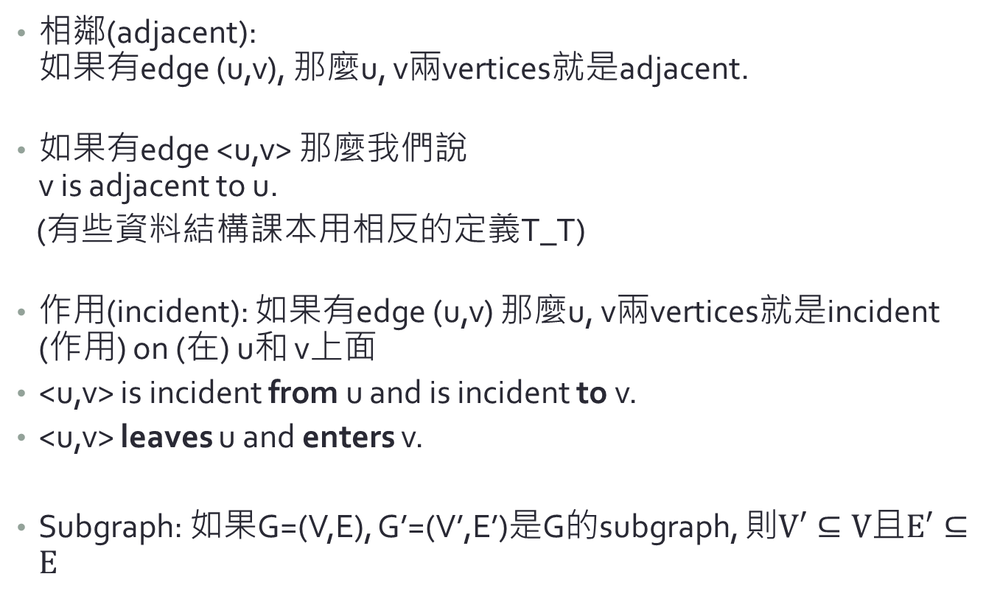 • 相鄰(adjacent):
如果有edge (u,v), 那麼u, v兩vertices就是adjacent.
• 如果有edge <u,v> 那麼我們說
v is adjacent to u.
(有些資料結構課本用相反的定義T_T)
• 作用(incident): 如果有edge (u,v) 那麼u, v兩vertices就是incident
(作用) on (在) u和 v上面
• <u,v> is incident from u and is incident to v.
• <u,v> leaves u and enters v.
• Subgraph: 如果G=(V,E), G’=(V’,E’)是G的subgraph, 則V′ ⊆ V且E′ ⊆
E